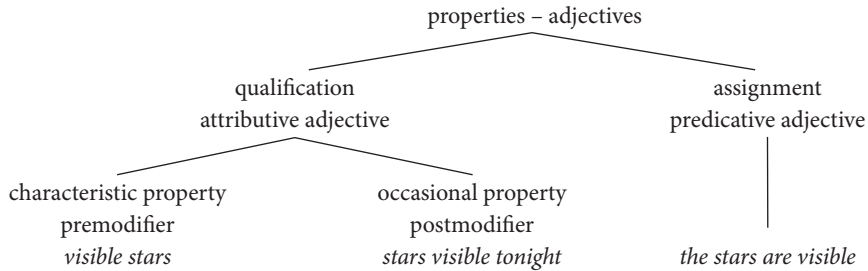 properties – adjectives
qualification
attributive adjective
assignment
predicative adjective
characteristic property
premodifier
visible stars
occasional property
postmodifier
stars visible tonight
the stars are visible